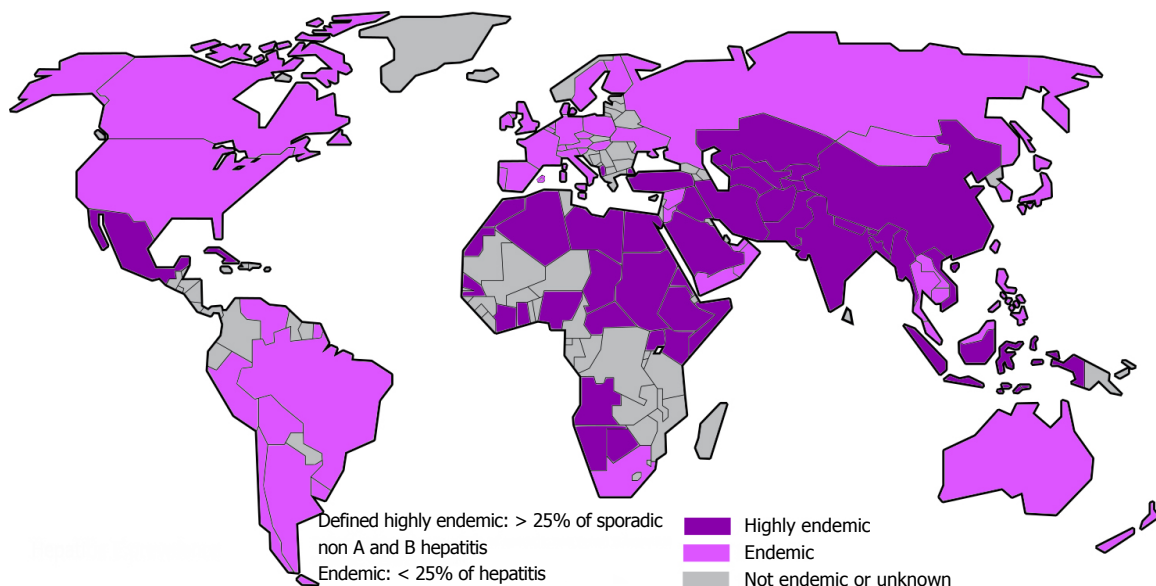 Defined highly endemic: > 25% of sporadic
non A and B hepatitis
Endemic: < 25% of hepatitis
Highly endemic
Endemic
Not endemic or unknown